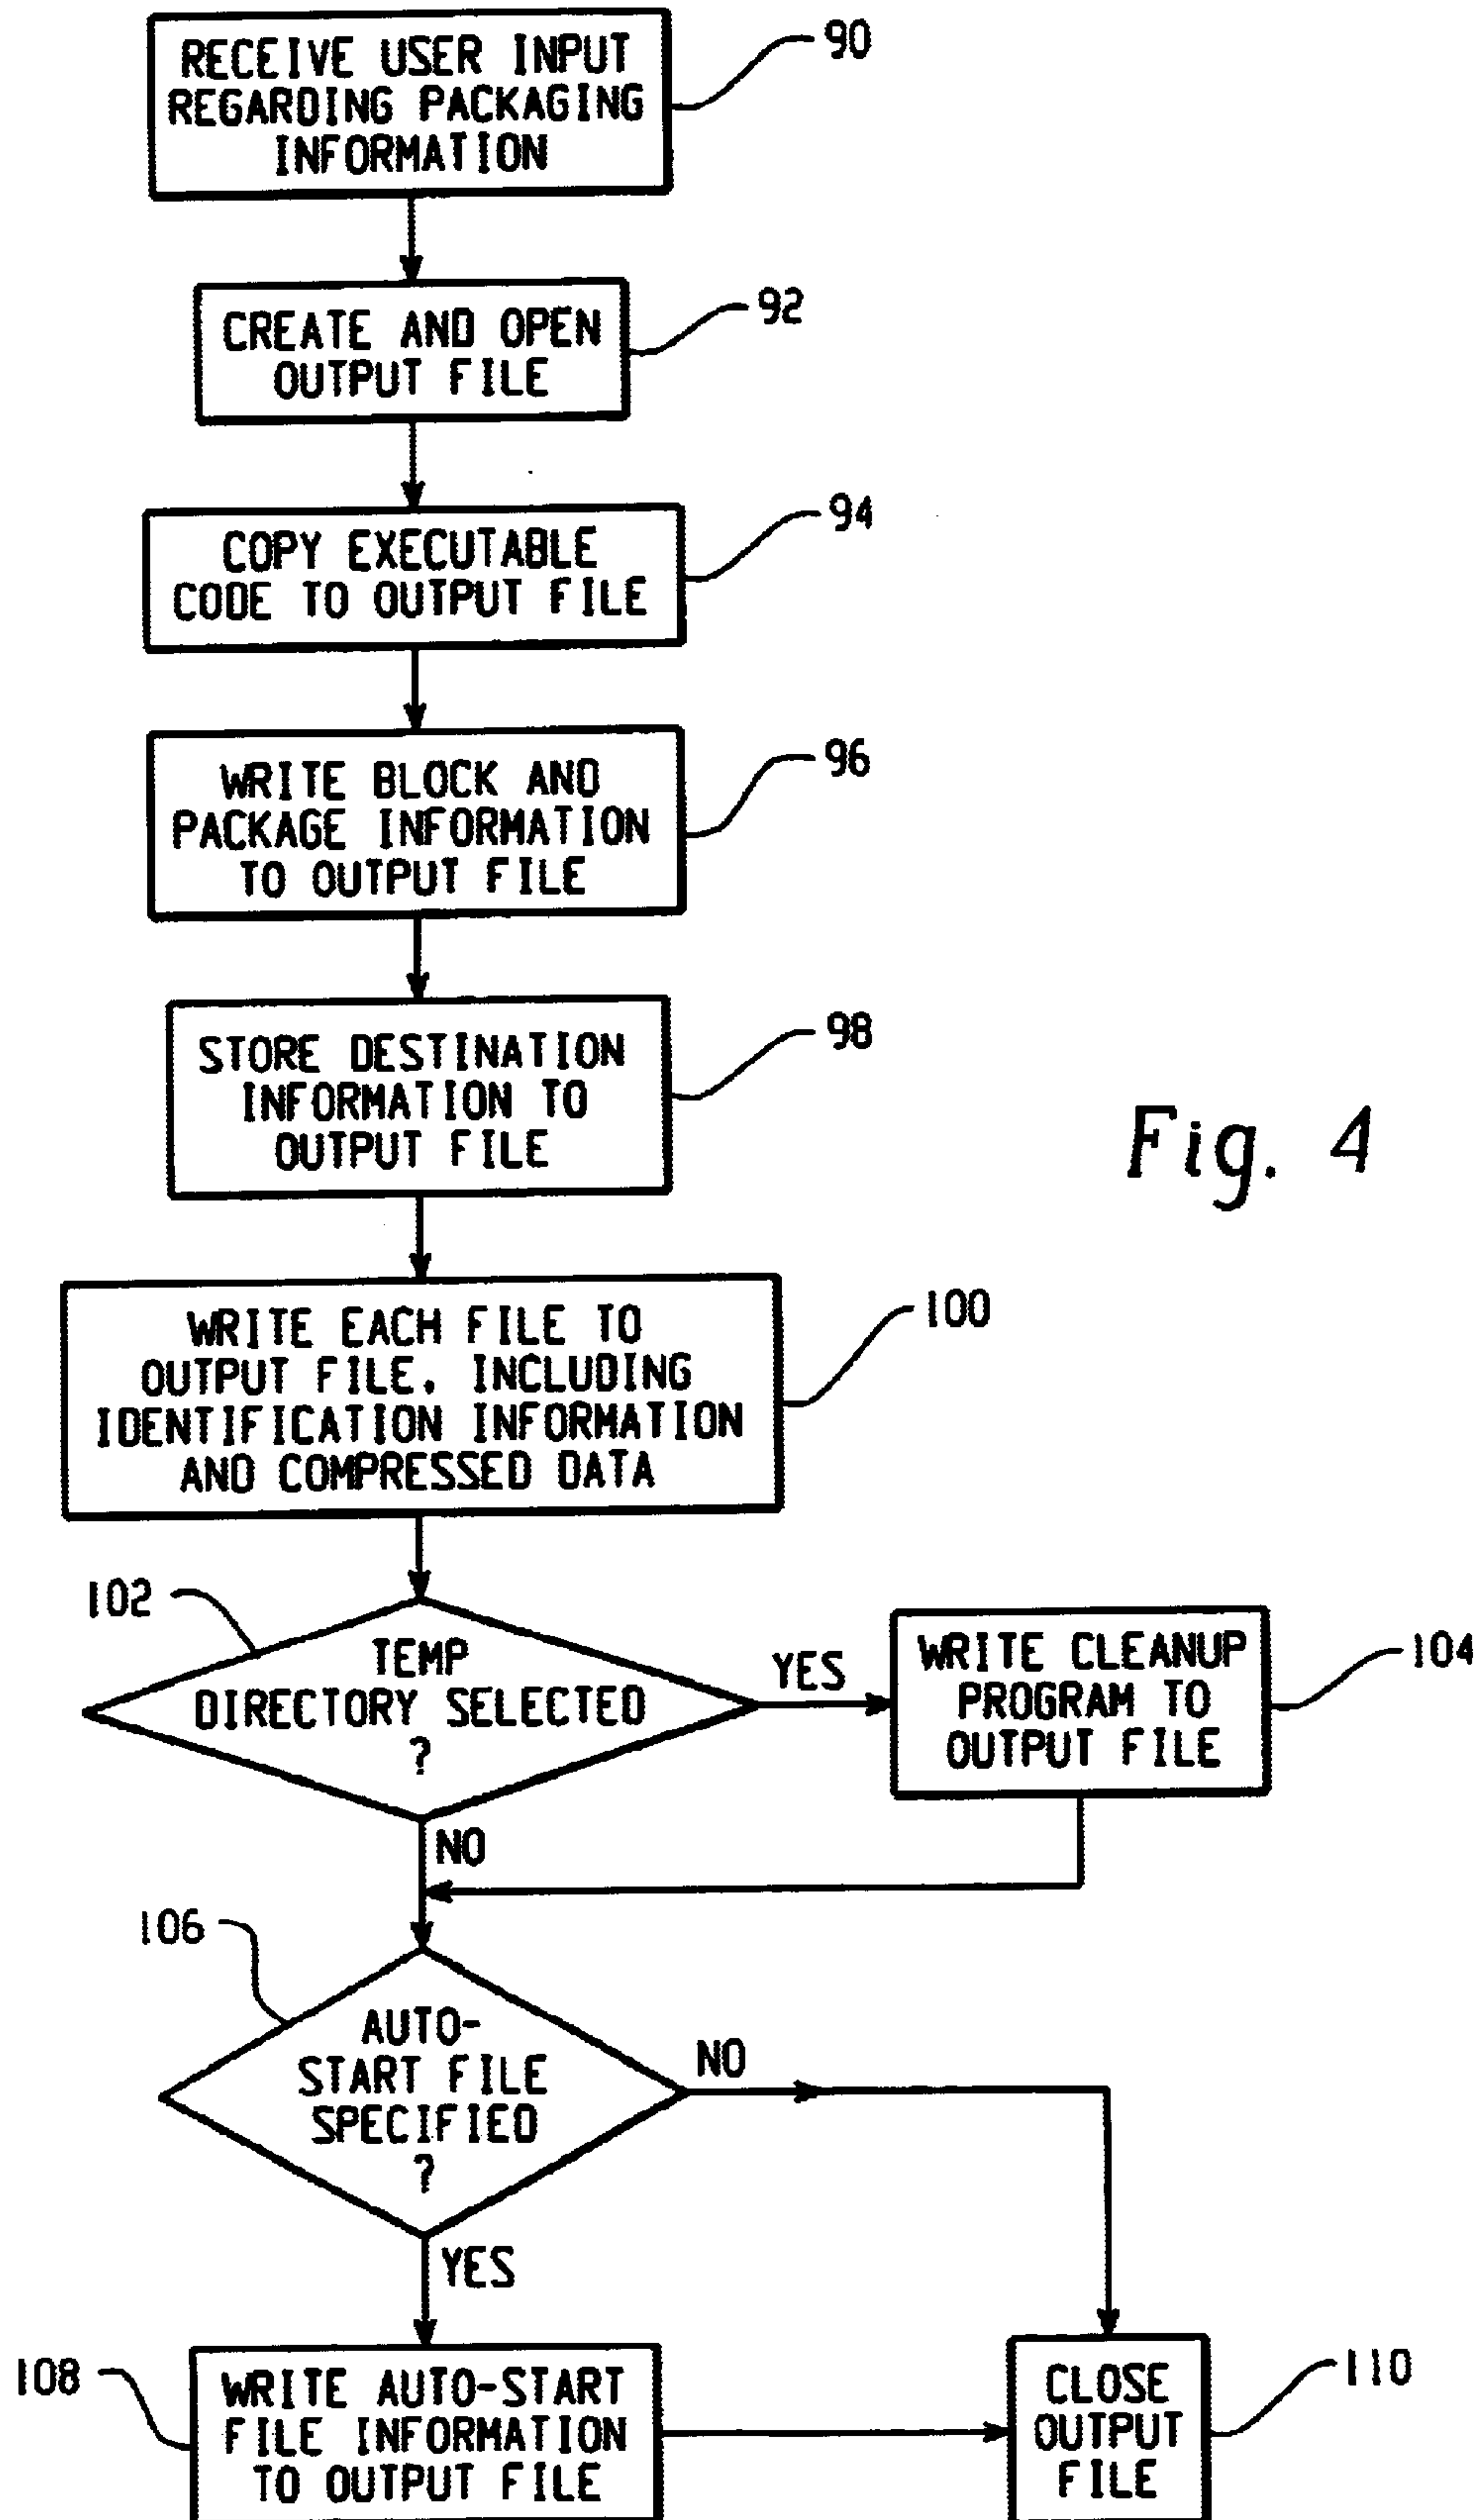 RECEIVE USER INPUT
REGARDING PACKAGING
INFORMATION
90
CREATE AND OPEN
OUTPUT FILE
92
COPY EXECUTABLE
CODE TO OUTPUT FILE
94
WRITE BLOCK AND
PACKAGE INFORMATION
TO OUTPUT FILE
96
STORE DESTINATION
INFORMATION TO
OUTPUT FILE
98
Fig. 4
WRITE EACH FILE TO
OUTPUT FILE, INCLUDING
IDENTIFICATION INFORMATION
AND COMPRESSED DATA
100
102
TEMP
DIRECTORY SELECTED
?
YES
WRITE CLEANUP
PROGRAM TO
OUTPUT FILE
104
NO
106
AUTO-
START FILE
SPECIFIED
?
NO
YES
108
WRITE AUTO-START
FILE INFORMATION
TO OUTPUT FILE
CLOSE
OUTPUT
FILE
110